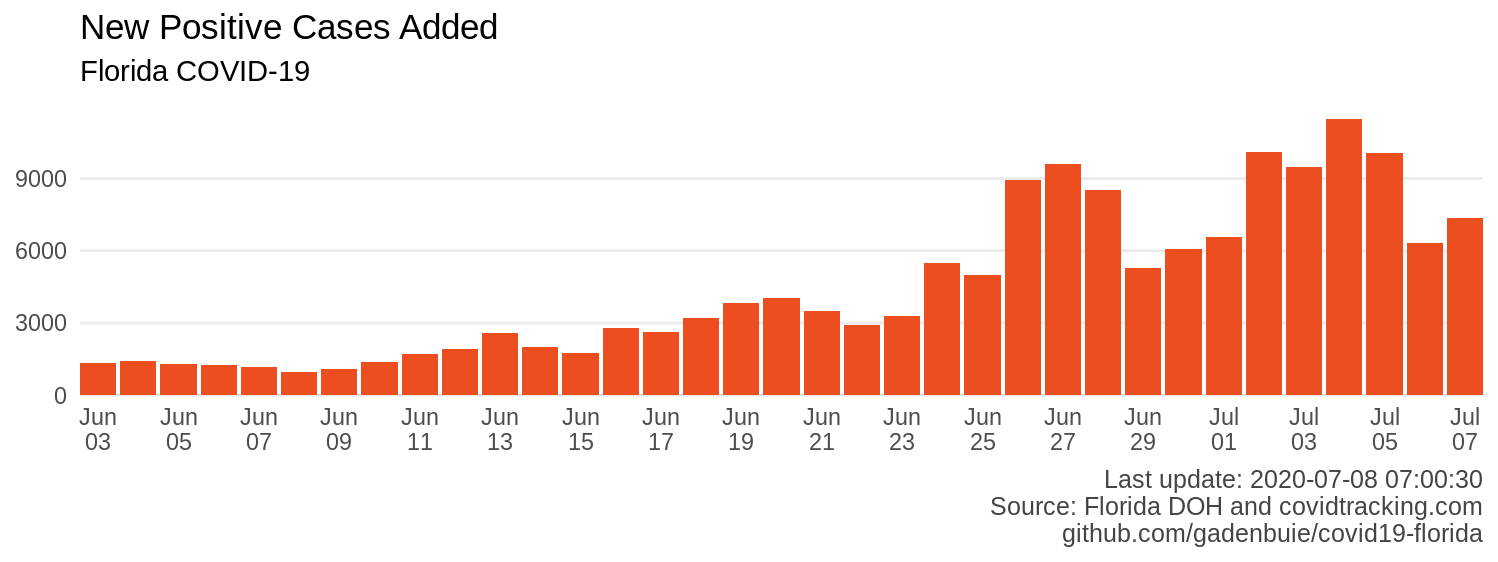 New Positive Cases Added
Florida COVID-19
9000
6000
3000
0
Jun Jun Jun Jun Jun Jun Jun Jun Jun Jun Jun Jun Jun Jun Jul Jul Jul Jul
03 05 07 09 11 13 15 17 19 21 23 25 27 29 01 03 05 07
Last update: 2020-07-08 07:00:30
Source: Florida DOH and covidtracking.com
github.com/gadenbuie/covid19-florida